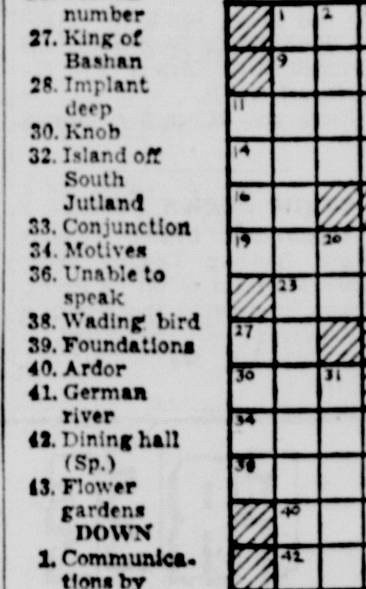 number
27. King of
Bashan
28. Implant
deep
30. Knob
32. Island off
South
Jutland
33. Conjunction
34. Motives
36. Unable to
speak
38. Wading bird
39. Foundations
40. Ardor
41. German
river
42. Dining hall
(Sp.)
43. Flower
gardens
DOWN
1. Communica-
tions by
1 2
9
11
14
16
19 20
23
27
30 31
34
39
40
42